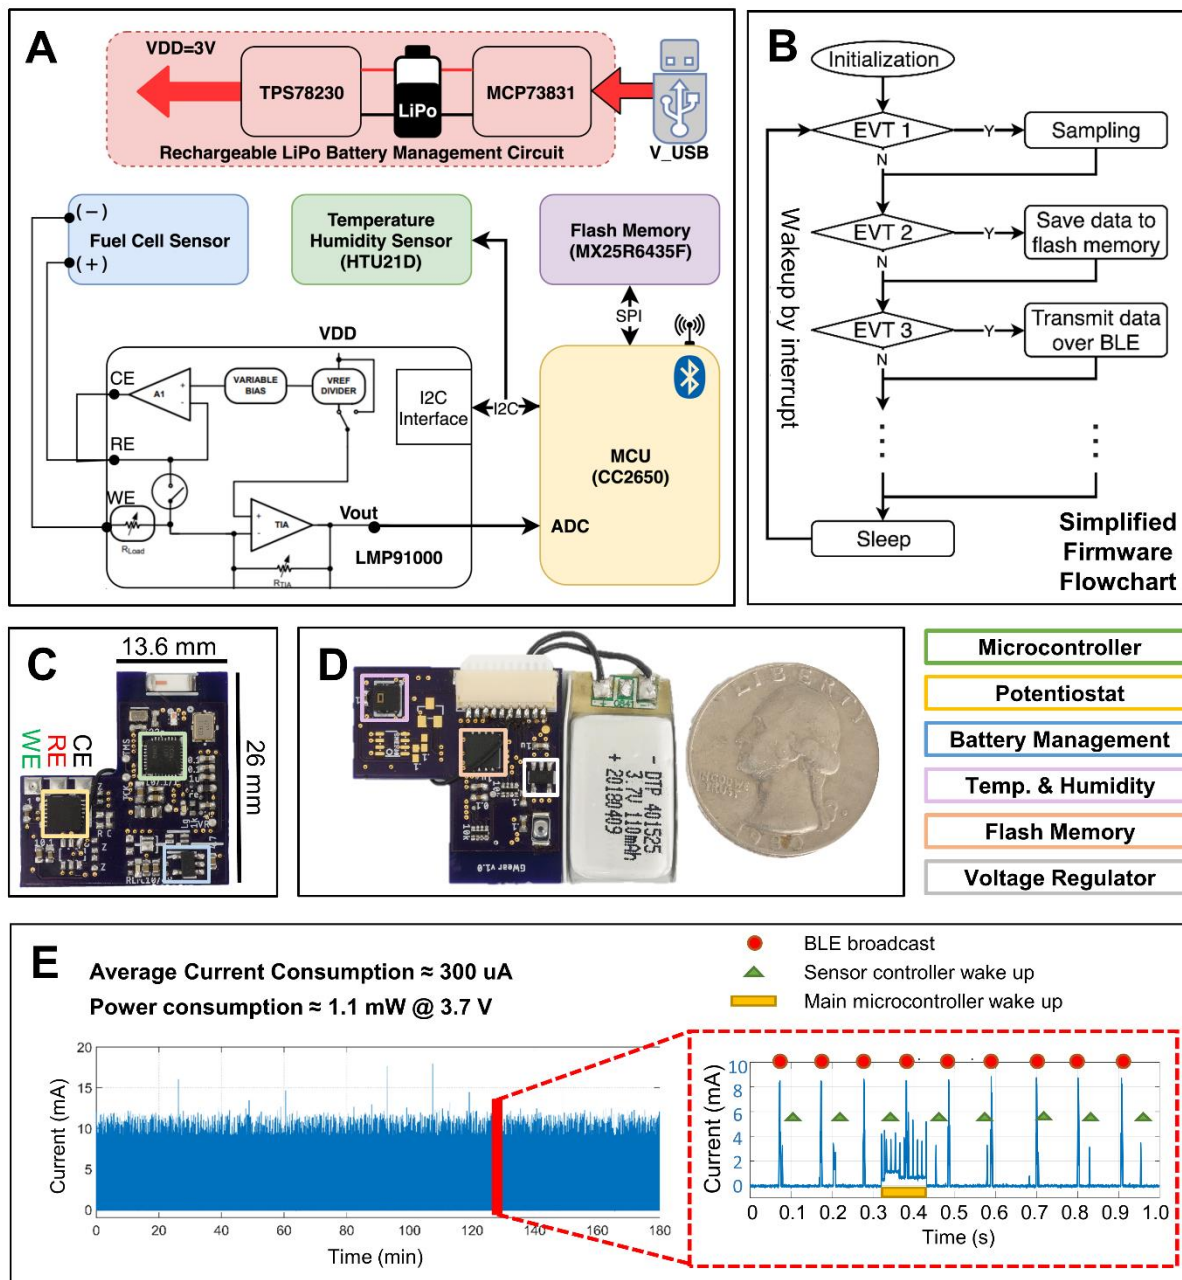 A
VDD=3V
TPS78230
LiPo
MCP73831
Rechargeable LiPo Battery Management Circuit
V_USB
(−)
Fuel Cell Sensor
(+)
Temperature
Humidity Sensor
(HTU21D)
Flash Memory
(MX25R6435F)
SPI
VDD
CE
A1
+
-
VARIABLE
BIAS
VREF
DIVIDER
I2C
Interface
I2C
RE
WE
RLoad
+
-
TIA
RTIA
Vout
LMP91000
ADC
MCU
(CC2650)
B
Initialization
EVT 1
Y
Sampling
N
EVT 2
Y
Save data to
flash memory
N
EVT 3
Y
Transmit data
over BLE
N
Wakeup by interrupt
Sleep
Simplified
Firmware
Flowchart
C
13.6 mm
26 mm
WE
RE
CE
D
GWear v1.0
- DTP 401525
3.7V 110mAh
+ 20180409
LIBERTY
Microcontroller
Potentiostat
Battery Management
Temp. & Humidity
Flash Memory
Voltage Regulator
E
Average Current Consumption ≈ 300 uA
Power consumption ≈ 1.1 mW @ 3.7 V
BLE broadcast
Sensor controller wake up
Main microcontroller wake up
Current (mA)
20
15
10
5
0
0 20 40 60 80 100 120 140 160 180
Time (min)
Current (mA)
10
8
6
4
2
0
0 0.1 0.2 0.3 0.4 0.5 0.6 0.7 0.8 0.9 1.0
Time (s)